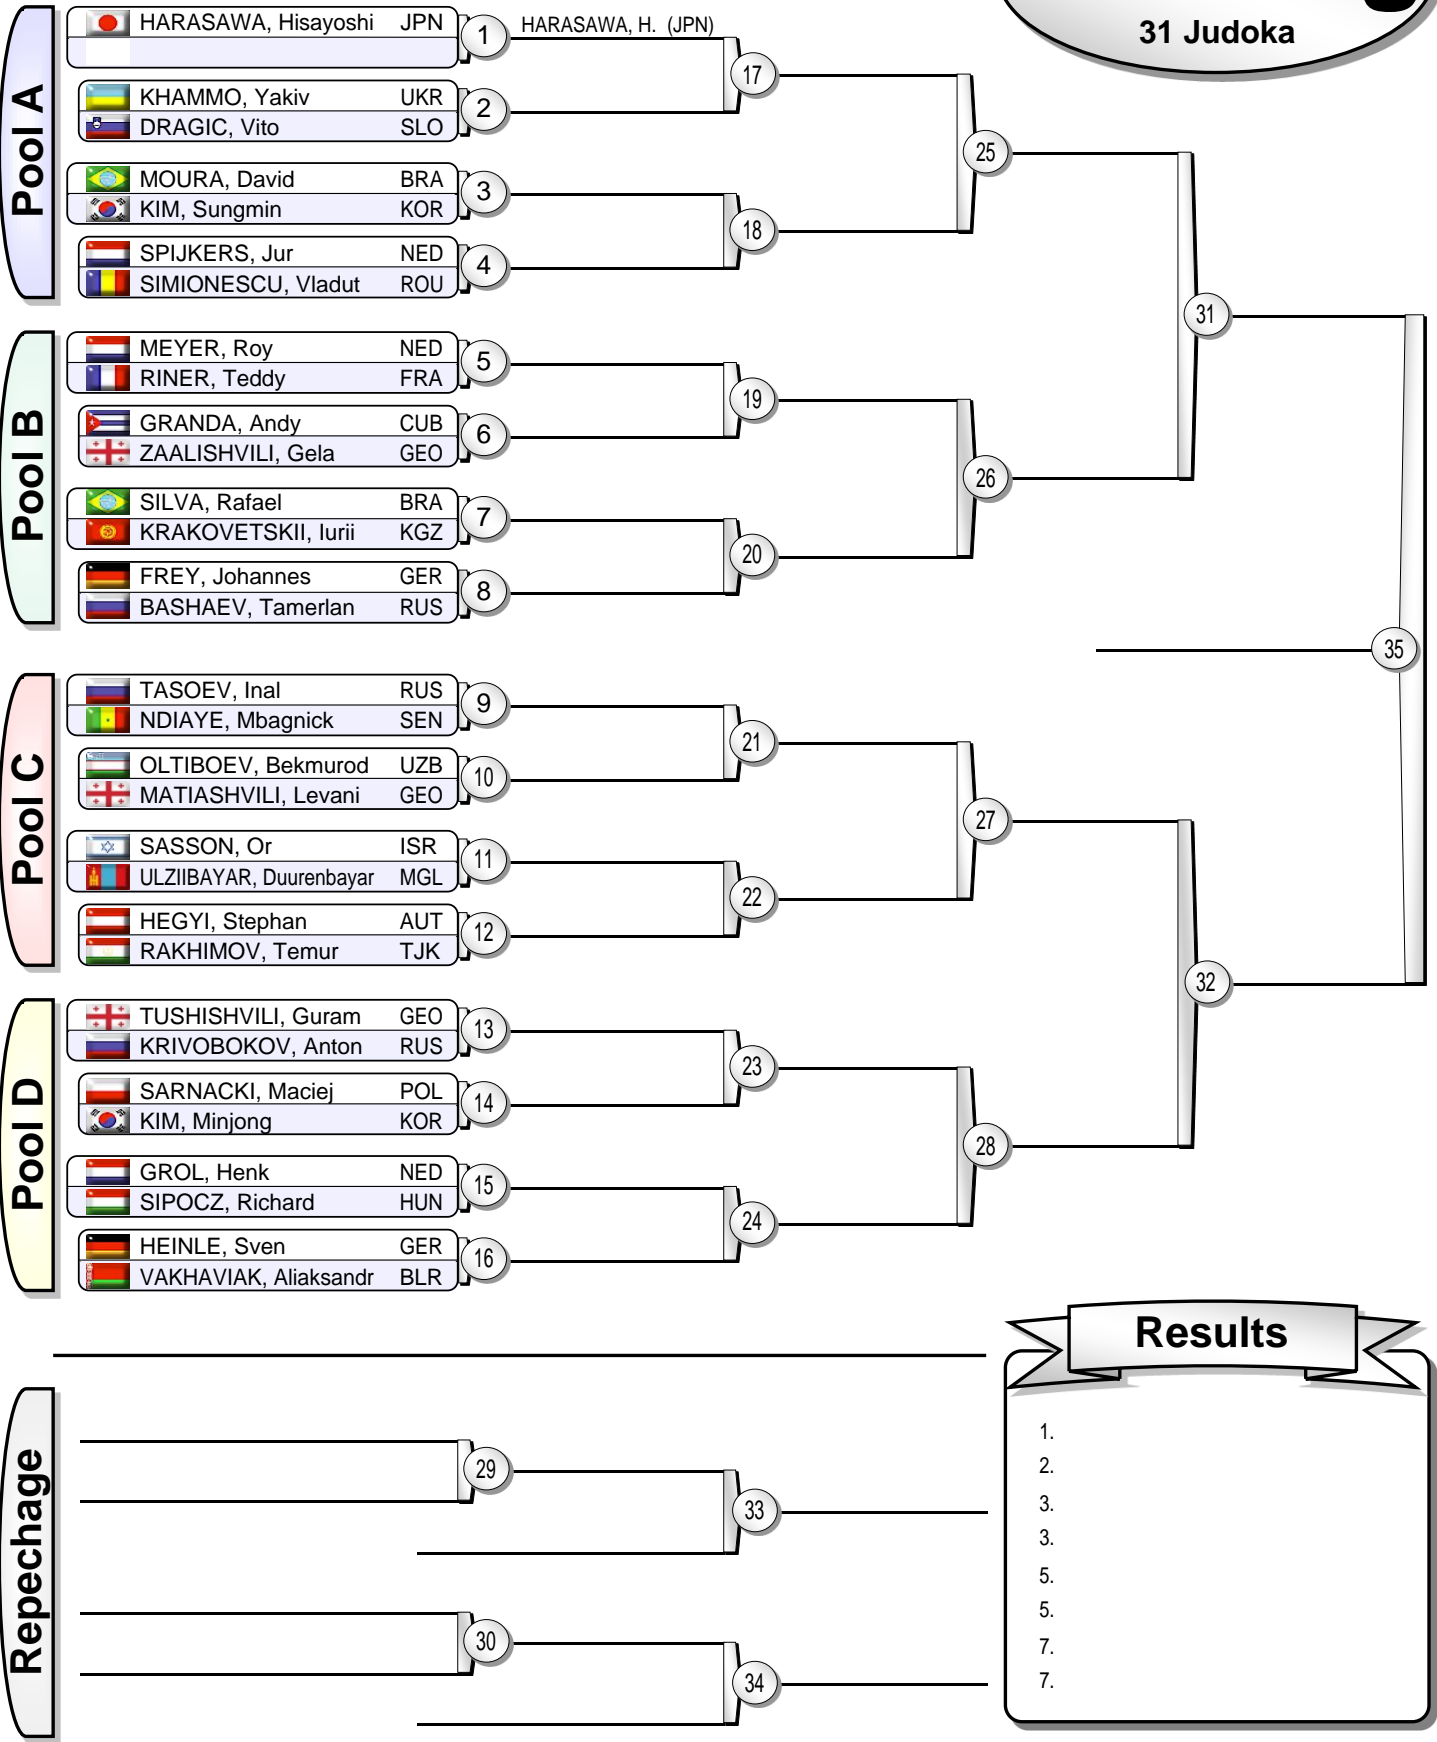 31 Judoka
Pool A
HARASAWA, Hisayoshi JPN
1
HARASAWA, H. (JPN)
KHAMMO, Yakiv UKR
DRAGIC, Vito SLO
2
17
MOURA, David BRA
KIM, Sungmin KOR
3
SPIJKERS, Jur NED
SIMIONESCU, Vladut ROU
4
18
25
Pool B
MEYER, Roy NED
RINER, Teddy FRA
5
GRANDA, Andy CUB
ZAALISHVILI, Gela GEO
6
19
SILVA, Rafael BRA
KRAKOVETSKII, Iurii KGZ
7
FREY, Johannes GER
BASHAEV, Tamerlan RUS
8
20
26
31
35
Pool C
TASOEV, Inal RUS
NDIAYE, Mbagnick SEN
9
OLTIBOEV, Bekmurod UZB
MATIASHVILI, Levani GEO
10
21
SASSON, Or ISR
ULZIIBAYAR, Duurenbayar MGL
11
HEGYI, Stephan AUT
RAKHIMOV, Temur TJK
12
22
27
Pool D
TUSHISHVILI, Guram GEO
KRIVOBOKOV, Anton RUS
13
SARNACKI, Maciej POL
KIM, Minjong KOR
14
23
GROL, Henk NED
SIPOCZ, Richard HUN
15
HEINLE, Sven GER
VAKHAVIAK, Aliaksandr BLR
16
24
28
32
Repechage
29
33
30
34
Results
1.
2.
3.
3.
5.
5.
7.
7.